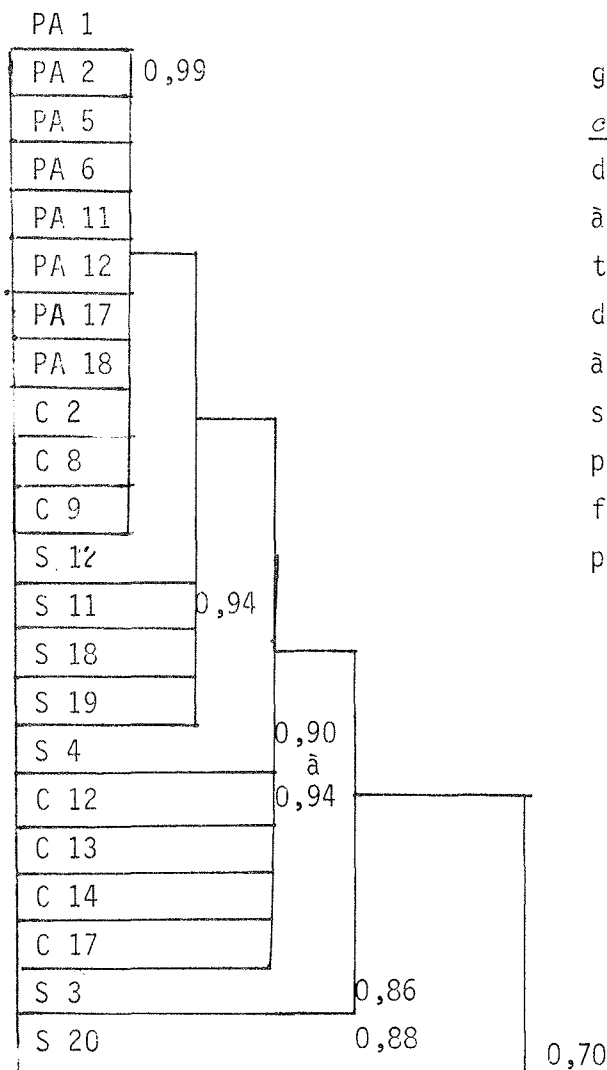 PA 1
PA 2 0,99 g
PA 5 c
PA 6 d
PA 11 à
PA 12 t
PA 17 d
PA 18 à
C 2 s
C 8 p
C 9 f
S 12 p
S 11 0,94
S 18
S 19
S 4 0,90
à
C 12 0,94
C 13
C 14
C 17
S 3 0,86
S 20 0,88 0,70